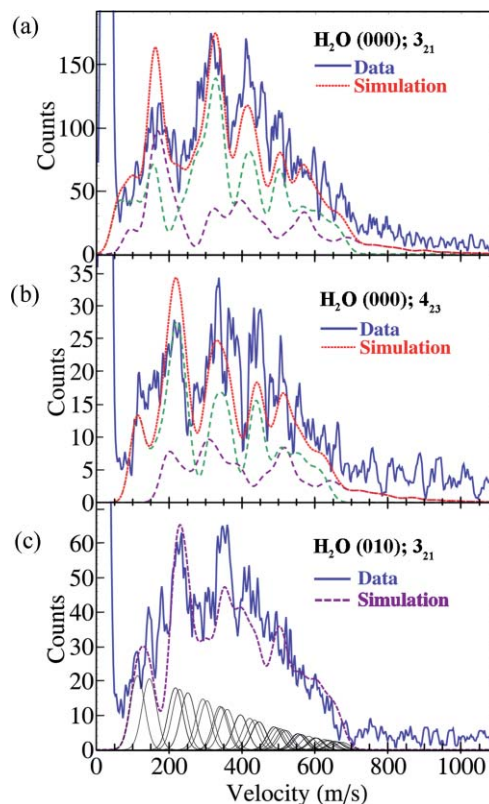 (a)
H₂O (000); 3₂₁
Data
Simulation
Counts
150
100
50
0
(b)
H₂O (000); 4₂₃
Data
Simulation
Counts
35
30
25
20
15
10
5
0
(c)
H₂O (010); 3₂₁
Data
Simulation
Counts
70
60
50
40
30
20
10
0
0 200 400 600 800 1000
Velocity (m/s)